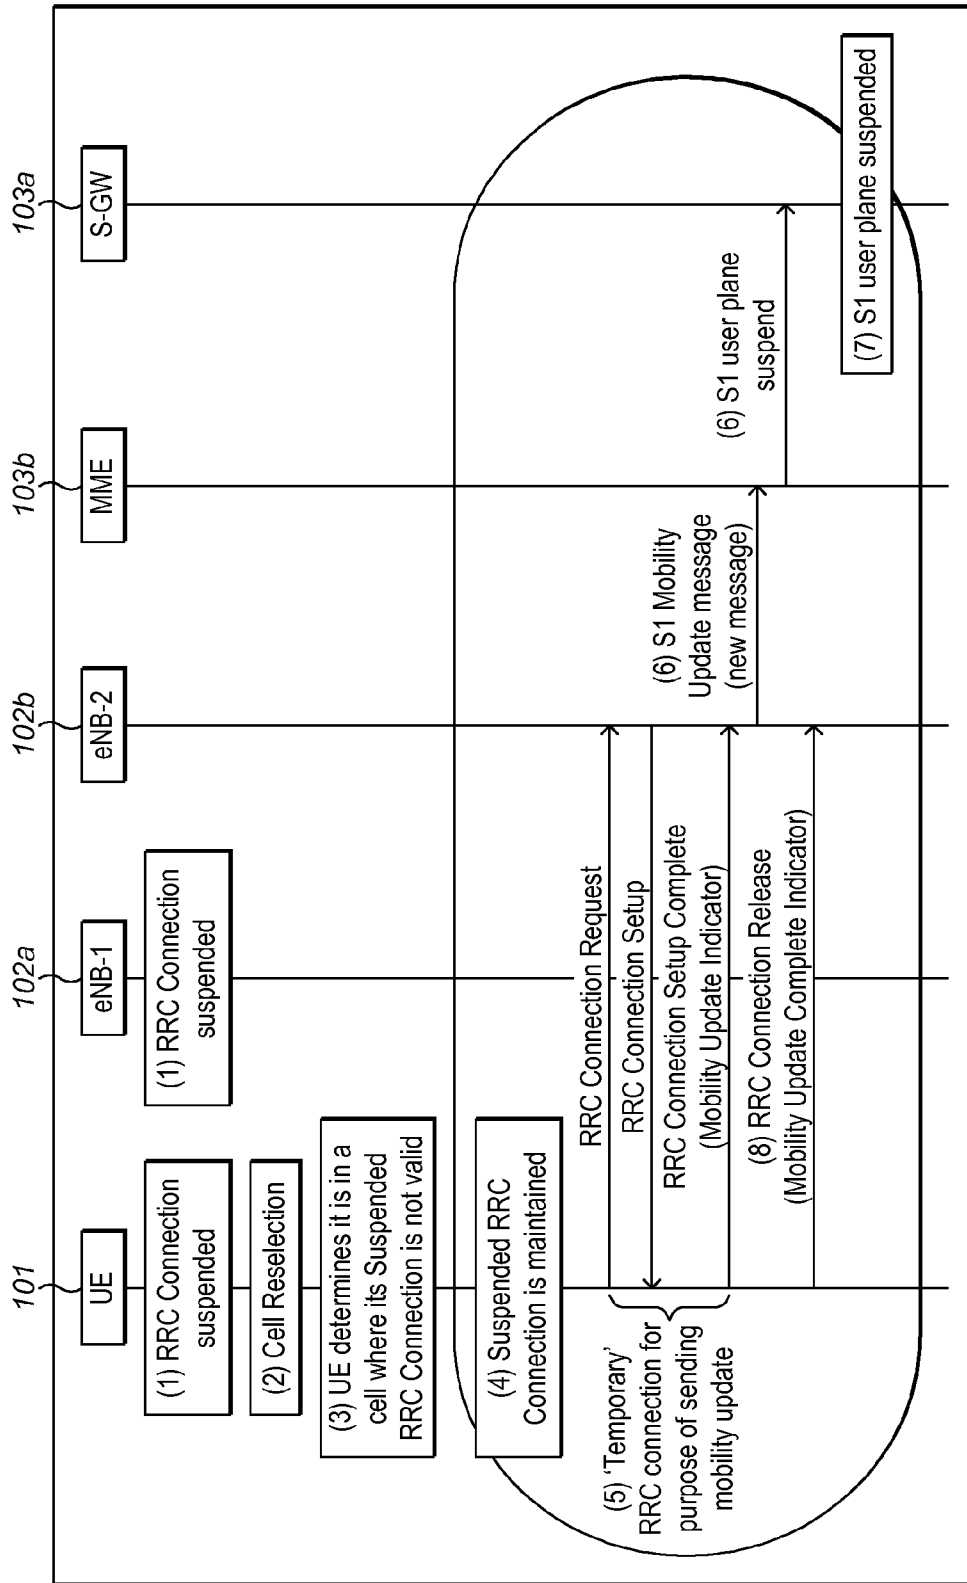 101
102a
102b
103b
103a
UE
eNB-1
eNB-2
MME
S-GW
(1) RRC Connection
suspended
(1) RRC Connection
suspended
(2) Cell Reselection
(3) UE determines it is in a
cell where its Suspended
RRC Connection is not valid
(4) Suspended RRC
Connection is maintained
RRC Connection Request
(5) ‘Temporary’
RRC connection for
purpose of sending
mobility update
RRC Connection Setup
RRC Connection Setup Complete
(Mobility Update Indicator)
(6) S1 Mobility
Update message
(new message)
(6) S1 user plane
suspend
(8) RRC Connection Release
(Mobility Update Complete Indicator)
(7) S1 user plane suspended